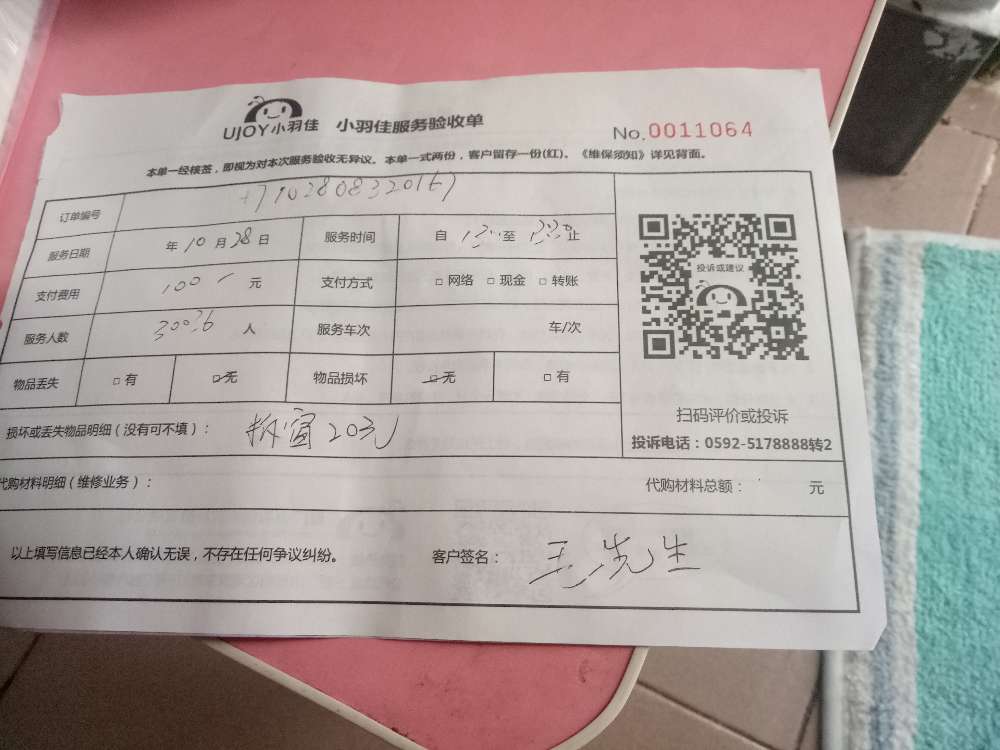 UJOY小羽佳 小羽佳服务验收单 No.0011064
本单一经核签，即视为对本次服务验收无异议。本单一式两份，客户留存一份(红)、《维保须知》详见背面。
订单编号
服务日期 年 10 月 28 日 服务时间 自 至 止
支付费用 100 元 支付方式 □ 网络 □ 现金 □ 转账
服务人数 人 服务车次 车/次
物品丢失 □ 有 □ 无 物品损坏 □ 无 □ 有
投诉或建议
扫码评价或投诉
投诉电话：0592-5178888转2
损坏或丢失物品明细（没有可不填）： 拆窗 20元
代购材料明细（维修业务）： 代购材料总额： 元
以上填写信息已经本人确认无误，不存在任何争议纠纷。 客户签名： 王先生